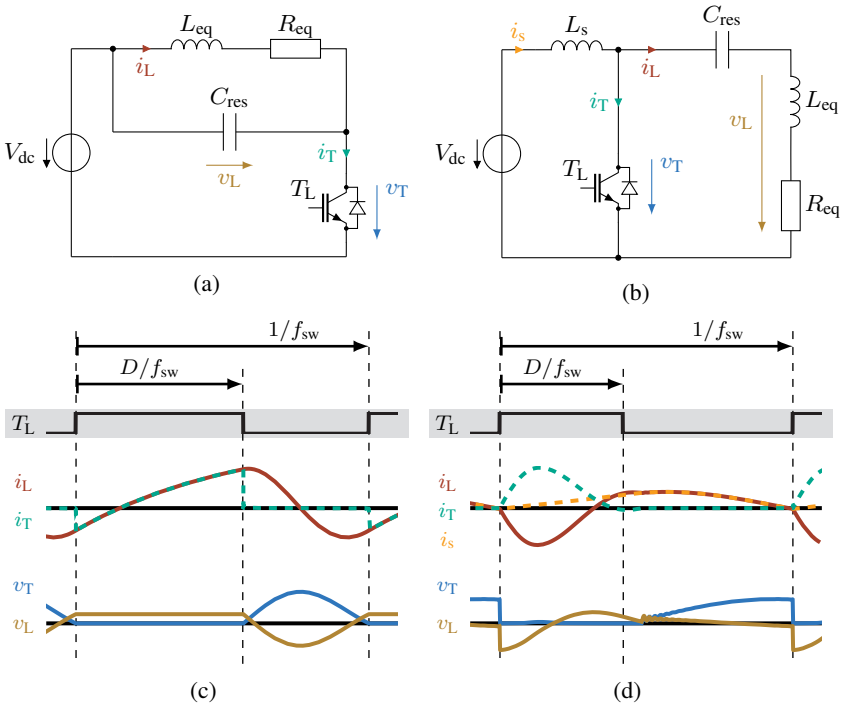 L_eq R_eq
i_L
C_res
V_dc
i_T
v_L
T_L
v_T
(a)
C_res
i_s L_s
i_L
L_eq
i_T
v_L
V_dc
T_L
v_T
R_eq
(b)
1/f_sw
D/f_sw
T_L
i_L
i_T
v_T
v_L
(c)
1/f_sw
D/f_sw
T_L
i_L
i_T
i_s
v_T
v_L
(d)